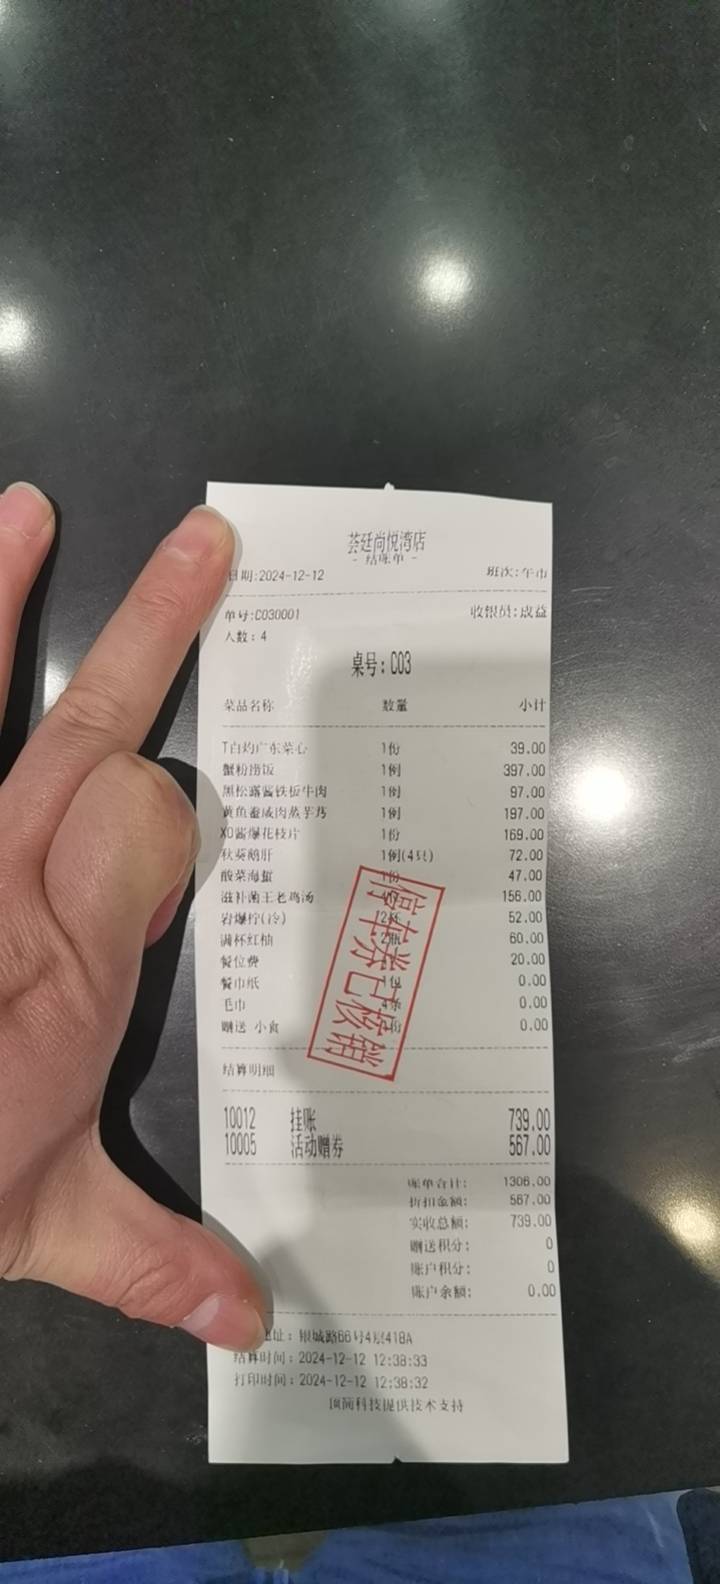 荟廷尚悦湾店
- 结账单 -
日期:2024-12-12 班次:午市
单号:C030001 收银员:成益
人数: 4
桌号: C03
菜品名称 数量 小计
T白灼广东菜心 1份 39.00
蟹粉捞饭 1例 397.00
黑松露酱铁板牛肉 1例 97.00
黄鱼鲞咸肉蒸芋艿 1例 197.00
XO酱爆花枝片 1份 169.00
秋葵鹅肝 1例(4只) 72.00
酸菜海蜇 1份 47.00
滋补菌王老鸡汤 156.00
岩爆柠(冷) 2杯 52.00
满杯红柚 2瓶 60.00
餐位费 20.00
餐巾纸 1包 0.00
毛巾 4条 0.00
赠送 小食 0.00
停车券已核销
结算明细
10012 挂账 739.00
10005 活动赠券 567.00
账单合计: 1306.00
折扣金额: 567.00
实收总额: 739.00
赠送积分: 0
账户积分: 0
账户余额: 0.00
址: 银城路66号4层418A
结算时间: 2024-12-12 12:38:33
打印时间: 2024-12-12 12:38:32
顶简科技提供技术支持